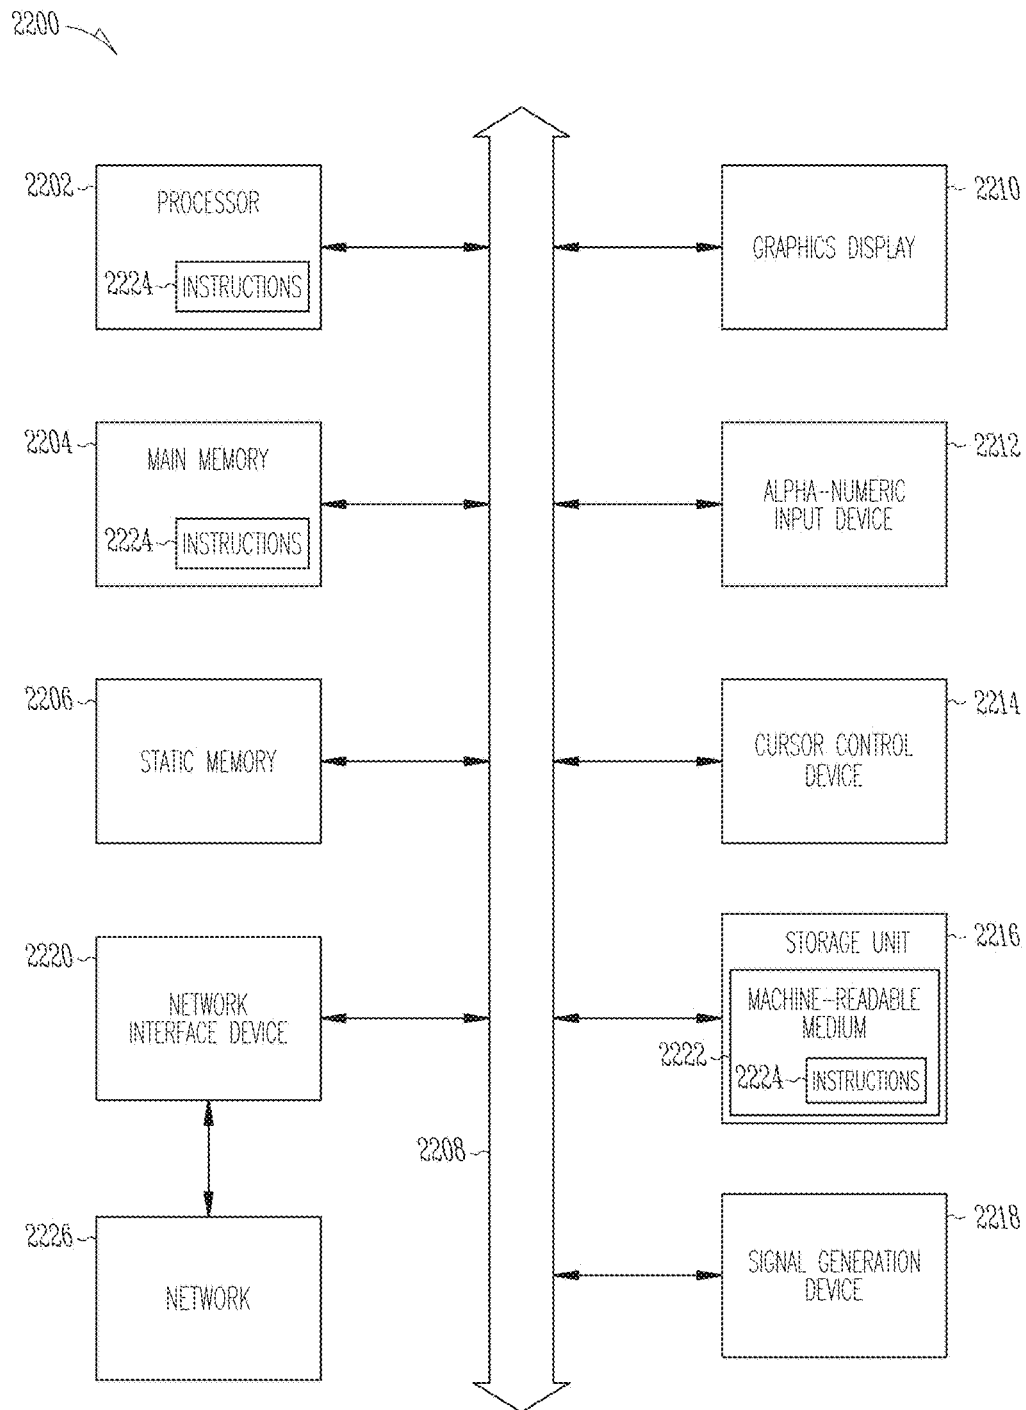 2200
2202
PROCESSOR
2224
INSTRUCTIONS
2204
MAIN MEMORY
2224
INSTRUCTIONS
2206
STATIC MEMORY
2220
NETWORK
INTERFACE DEVICE
2226
NETWORK
2208
2210
GRAPHICS DISPLAY
2212
ALPHA-NUMERIC
INPUT DEVICE
2214
CURSOR CONTROL
DEVICE
2216
STORAGE UNIT
MACHINE-READABLE
MEDIUM
2222
2224
INSTRUCTIONS
2218
SIGNAL GENERATION
DEVICE